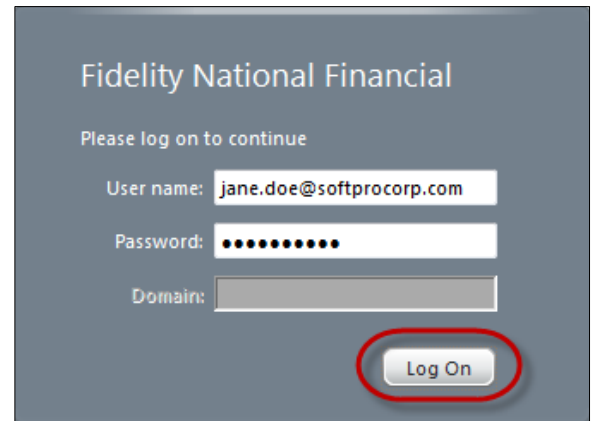 Fidelity National Financial
Please log on to continue
User name: jane.doe@softprocorp.com
Password: ●●●●●●●●●●
Domain:
Log On